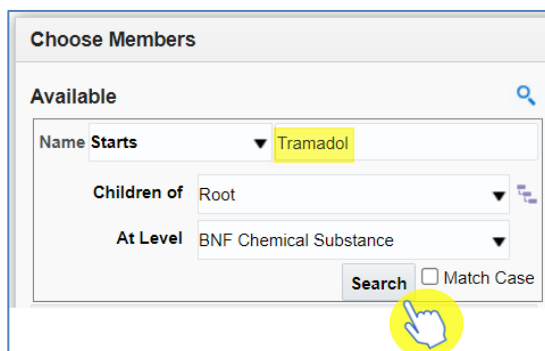 Choose Members
Available
Name Starts Tramadol
Children of Root
At Level BNF Chemical Substance
Search Match Case